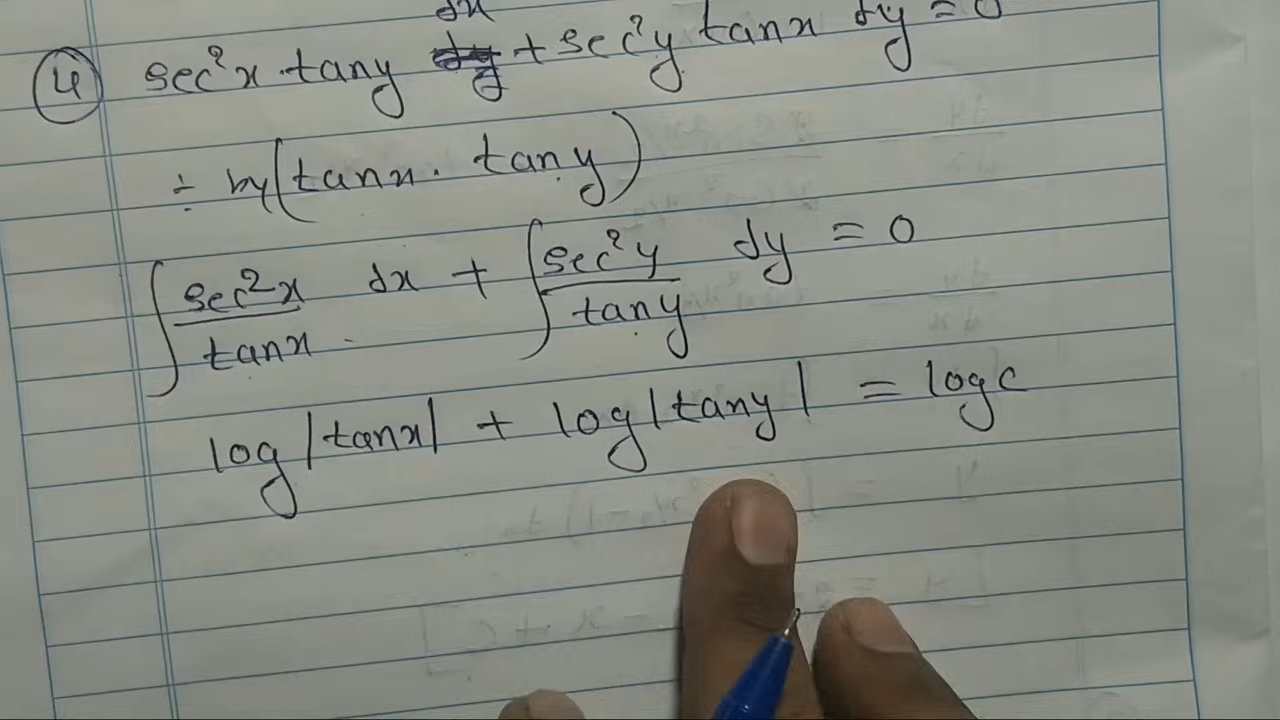 dx
④ sec²x · tany dy + sec²y tanx dy = 0
÷ by (tanx · tany)
∫ sec²x / tanx dx + ∫ sec²y / tany dy = 0
log |tanx| + log |tany| = log c